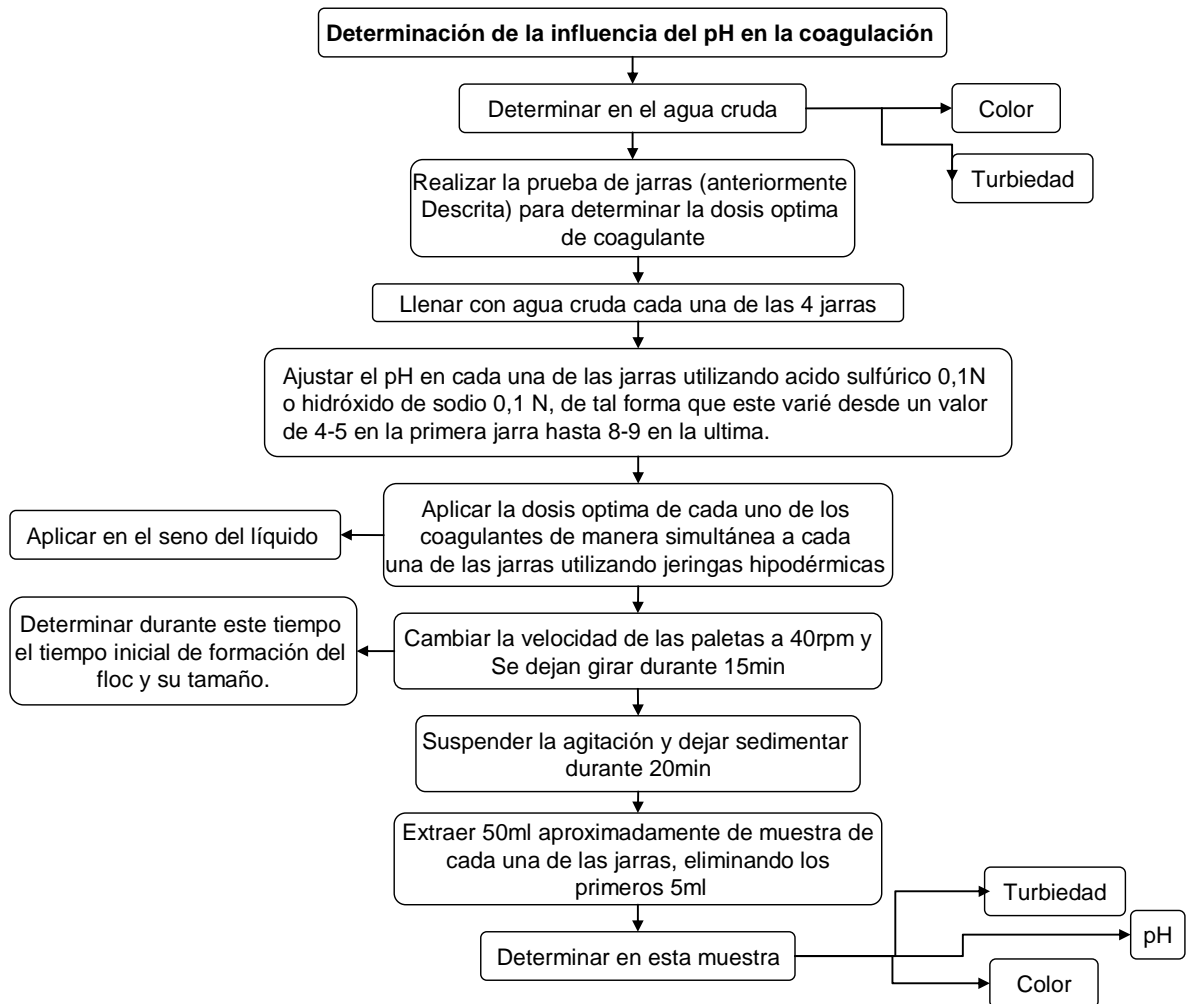 Determinación de la influencia del pH en la coagulación
Determinar en el agua cruda
Color
Turbiedad
Realizar la prueba de jarras (anteriormente
Descrita) para determinar la dosis optima
de coagulante
Llenar con agua cruda cada una de las 4 jarras
Ajustar el pH en cada una de las jarras utilizando acido sulfúrico 0,1N
o hidróxido de sodio 0,1 N, de tal forma que este varié desde un valor
de 4-5 en la primera jarra hasta 8-9 en la ultima.
Aplicar la dosis optima de cada uno de los
coagulantes de manera simultánea a cada
una de las jarras utilizando jeringas hipodérmicas
Aplicar en el seno del líquido
Cambiar la velocidad de las paletas a 40rpm y
Se dejan girar durante 15min
Determinar durante este tiempo
el tiempo inicial de formación del
floc y su tamaño.
Suspender la agitación y dejar sedimentar
durante 20min
Extraer 50ml aproximadamente de muestra de
cada una de las jarras, eliminando los
primeros 5ml
Determinar en esta muestra
Turbiedad
pH
Color